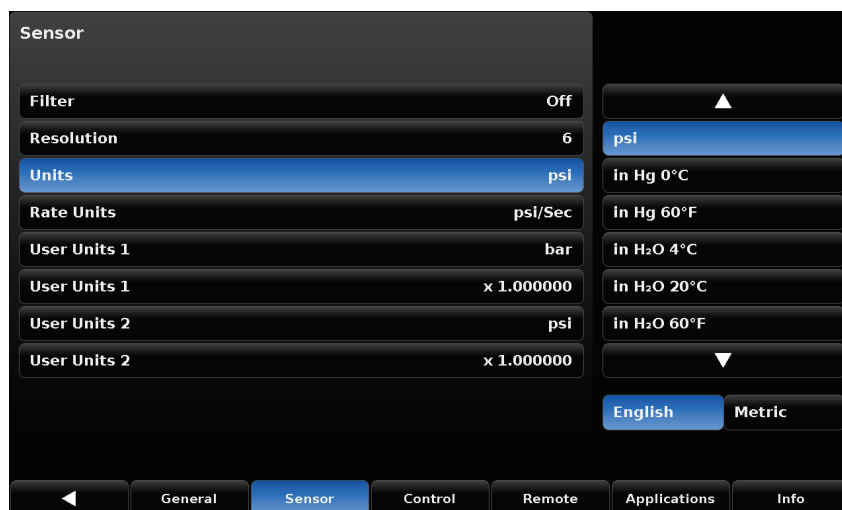 Sensor
Filter Off
Resolution 6
Units psi
Rate Units psi/Sec
User Units 1 bar
User Units 1 x 1.000000
User Units 2 psi
User Units 2 x 1.000000
psi
in Hg 0°C
in Hg 60°F
in H₂O 4°C
in H₂O 20°C
in H₂O 60°F
English Metric
General Sensor Control Remote Applications Info